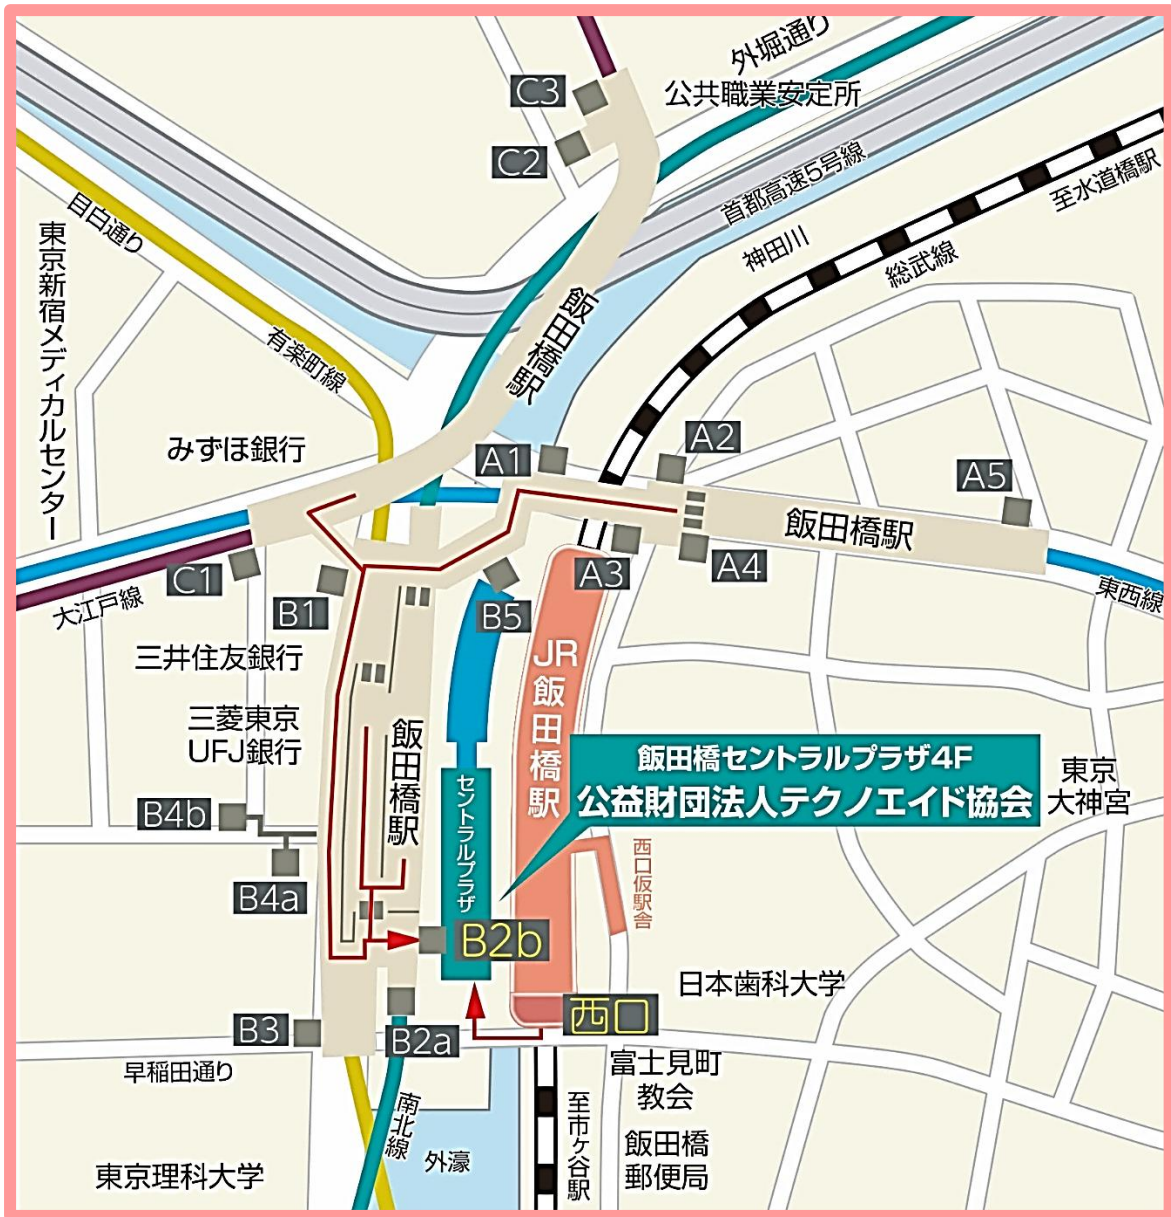 外堀通り
C3
公共職業安定所
C2
首都高速5号線
至水道橋駅
目白通り
神田川
総武線
東京新宿メディカルセンター
飯田橋駅
有楽町線
みずほ銀行
A1
A2
A5
飯田橋駅
C1
A3
A4
大江戸線
B1
B5
東西線
三井住友銀行
JR飯田橋駅
三菱東京
UFJ銀行
飯田橋駅
飯田橋セントラルプラザ4F
公益財団法人テクノエイド協会
東京
大神宮
セントラルプラザ
B4b
西口仮駅舎
B4a
B2b
日本歯科大学
西口
B3
B2a
早稲田通り
富士見町
教会
南北線
至市ヶ谷駅
飯田橋
郵便局
外濠
東京理科大学